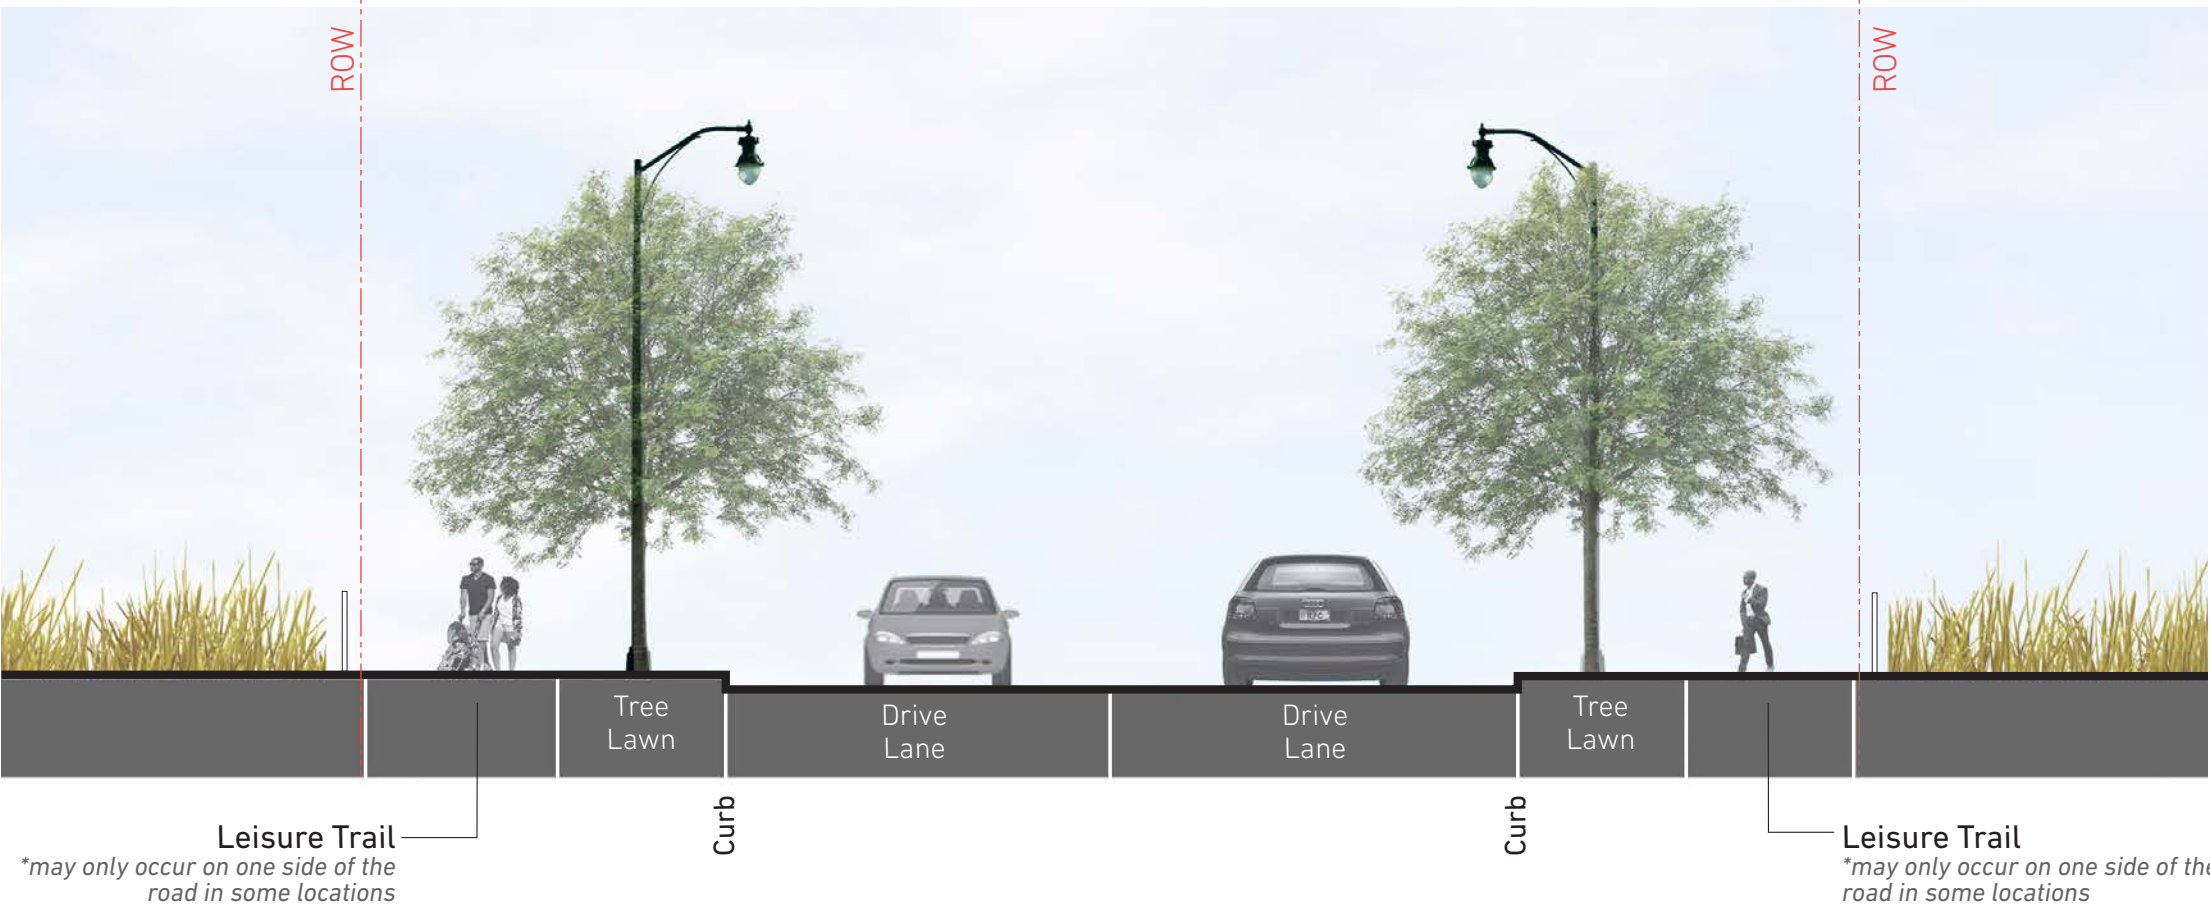 ROW
ROW
Tree
Lawn
Drive
Lane
Drive
Lane
Tree
Lawn
Curb
Curb
Leisure Trail
*may only occur on one side of the
road in some locations
Leisure Trail
*may only occur on one side of the
road in some locations